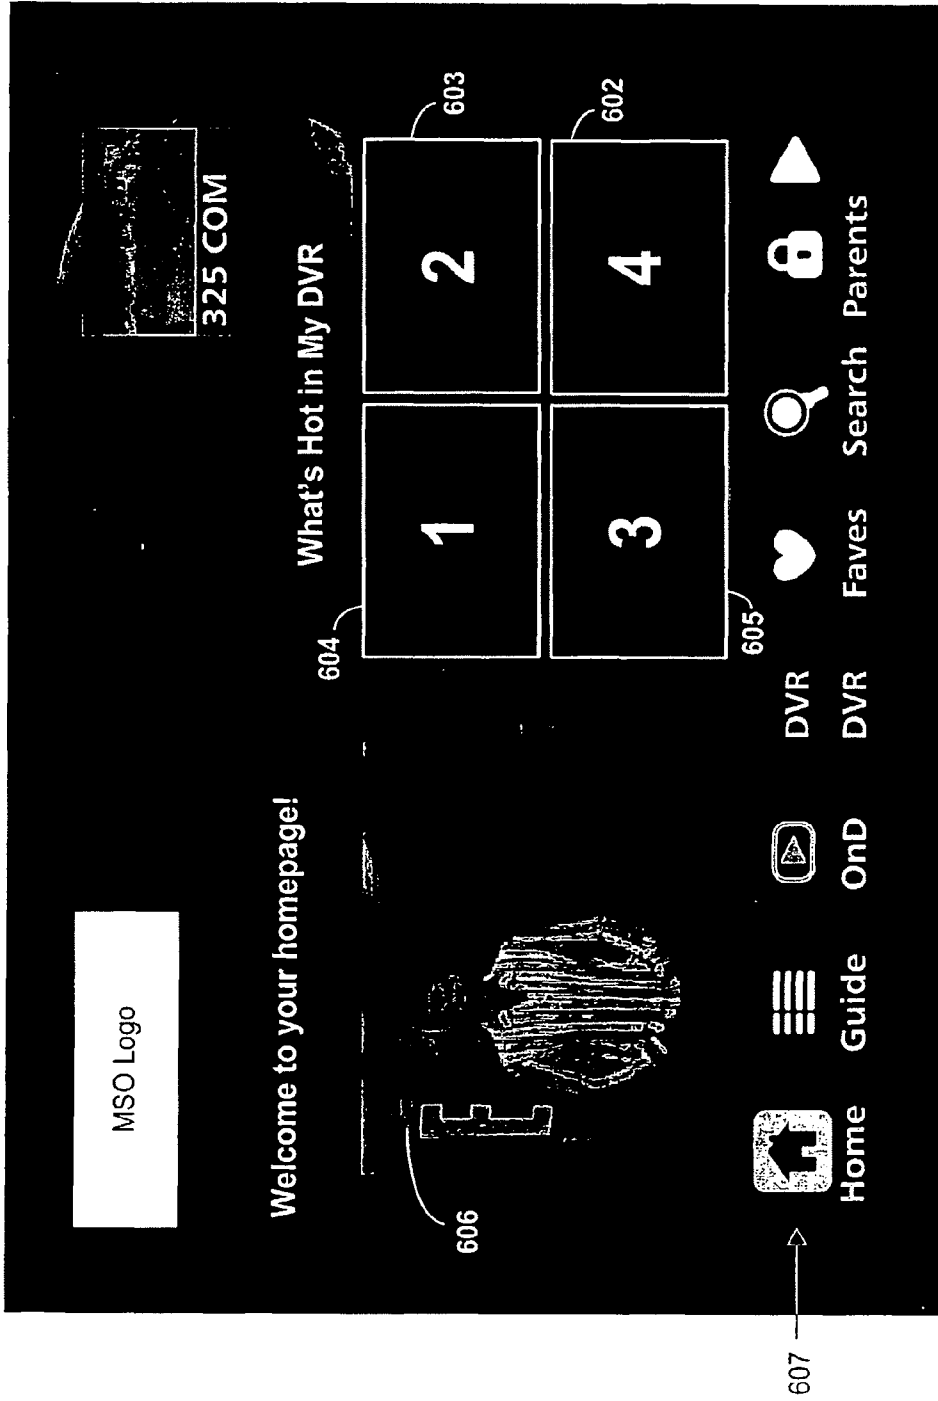 MSO Logo
325 COM
Welcome to your homepage!
What's Hot in My DVR
604
603
1
2
606
3
4
602
605
607
DVR
Home
Guide
OnD
DVR
Faves
Search
Parents